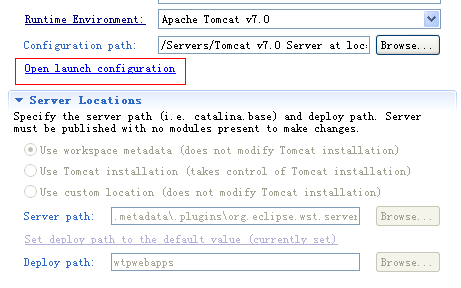 Runtime Environment: Apache Tomcat v7.0
Configuration path: /Servers/Tomcat v7.0 Server at loc Browse...
Open launch configuration
Server Locations
Specify the server path (i.e. catalina.base) and deploy path. Server
must be published with no modules present to make changes.
Use workspace metadata (does not modify Tomcat installation)
Use Tomcat installation (takes control of Tomcat installation)
Use custom location (does not modify Tomcat installation)
Server path: .metadata\.plugins\org.eclipse.wst.server Browse...
Set deploy path to the default value (currently set)
Deploy path: wtpwebapps Browse...